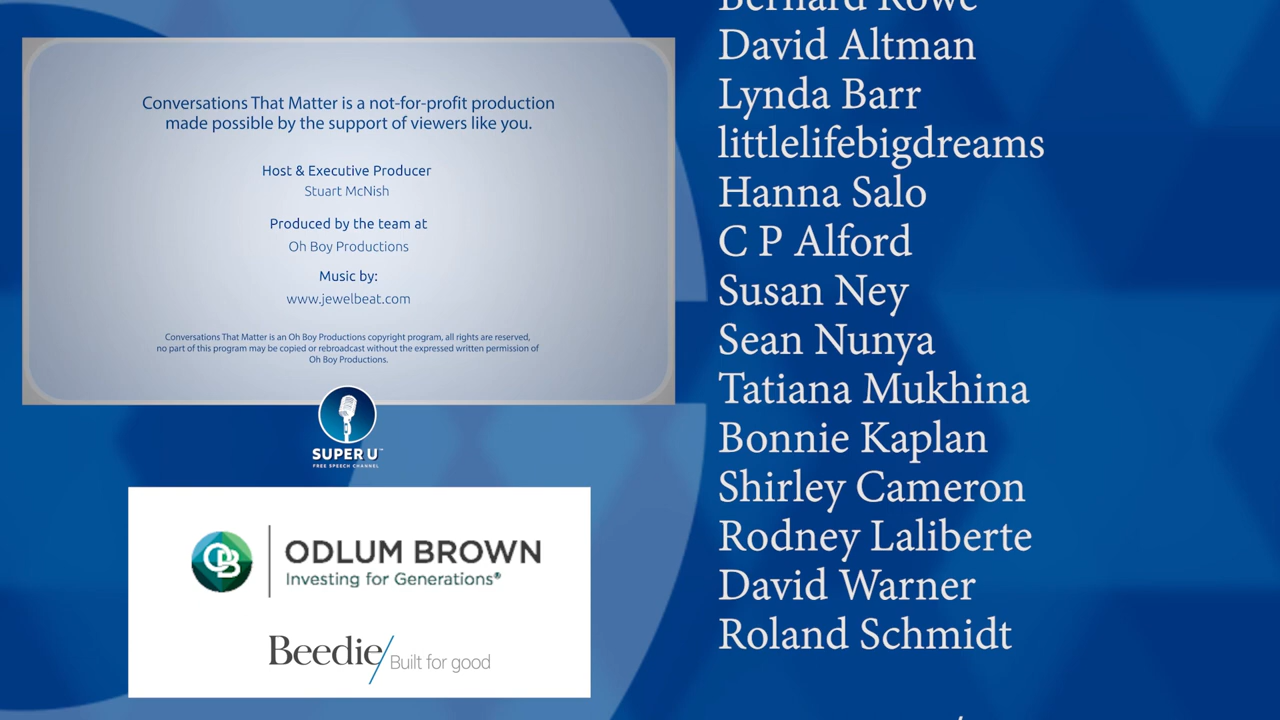 Conversations That Matter is a not-for-profit production
made possible by the support of viewers like you.
Host & Executive Producer
Stuart McNish
Produced by the team at
Oh Boy Productions
Music by:
www.jewelbeat.com
Conversations That Matter is an Oh Boy Productions copyright program, all rights are reserved,
no part of this program may be copied or rebroadcast without the expressed written permission of
Oh Boy Productions.
SUPER U™
FREE SPEECH CHANNEL
OB
ODLUM BROWN
Investing for Generations®
Beedie/ Built for good
Bernard Rowe
David Altman
Lynda Barr
littlelifebigdreams
Hanna Salo
C P Alford
Susan Ney
Sean Nunya
Tatiana Mukhina
Bonnie Kaplan
Shirley Cameron
Rodney Laliberte
David Warner
Roland Schmidt